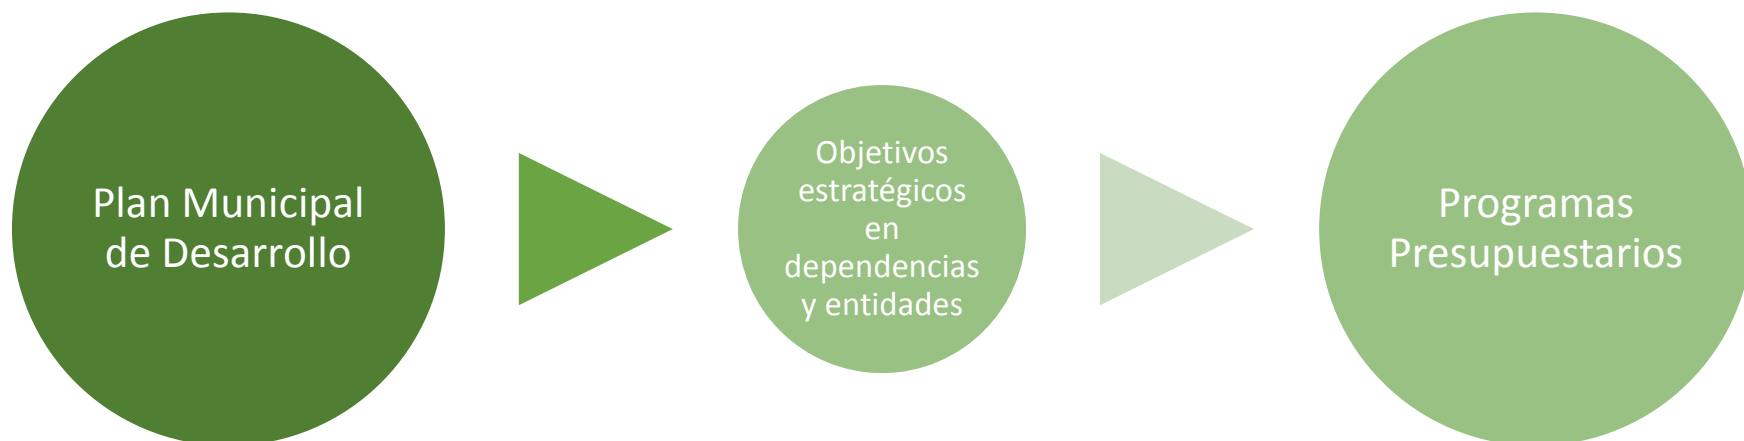 Plan Municipal
de Desarrollo
Objetivos
estratégicos
en
dependencias
y entidades
Programas
Presupuestarios